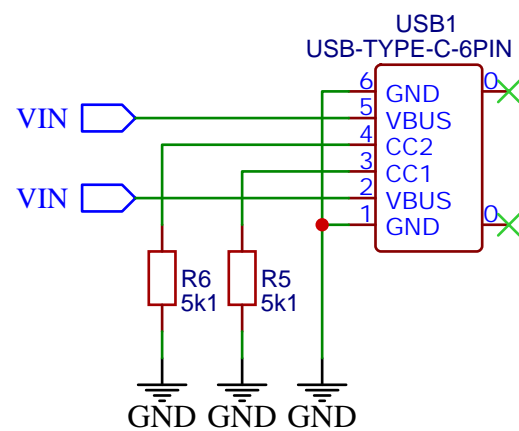 USB1
USB-TYPE-C-6PIN
6 GND 0
VIN 5 VBUS
4 CC2
3 CC1
VIN 2 VBUS
1 GND 0
R6 R5
5k1 5k1
GND GND GND